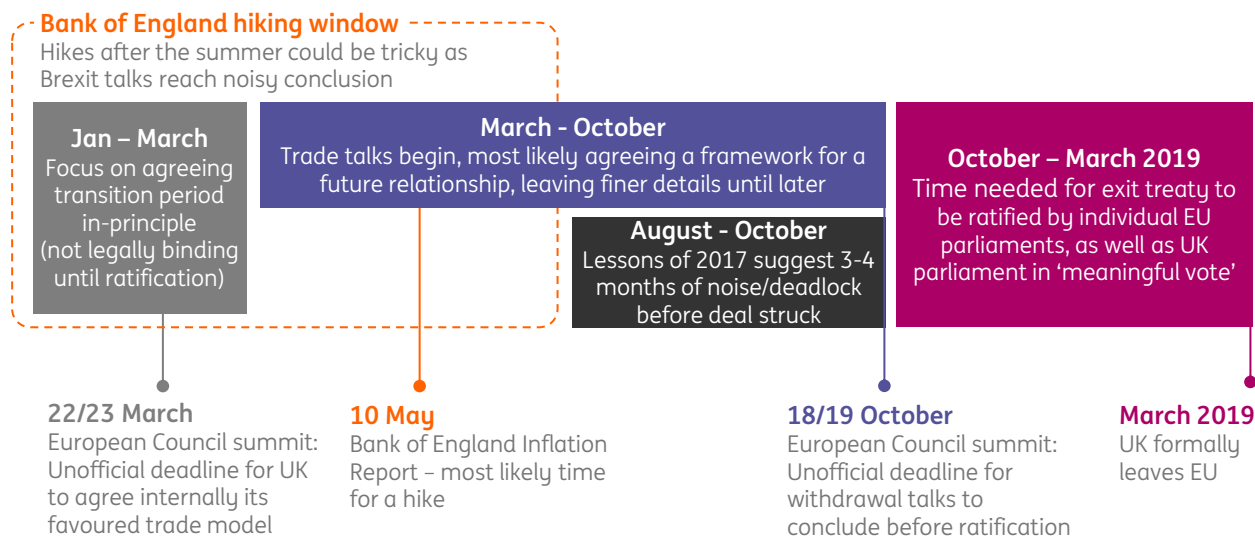 Bank of England hiking window
Hikes after the summer could be tricky as
Brexit talks reach noisy conclusion
Jan – March
Focus on agreeing
transition period
in-principle
(not legally binding
until ratification)
March - October
Trade talks begin, most likely agreeing a framework for a
future relationship, leaving finer details until later
August - October
Lessons of 2017 suggest 3-4
months of noise/deadlock
before deal struck
October – March 2019
Time needed for exit treaty to
be ratified by individual EU
parliaments, as well as UK
parliament in ‘meaningful vote’
22/23 March
European Council summit:
Unofficial deadline for UK
to agree internally its
favoured trade model
10 May
Bank of England Inflation
Report – most likely time
for a hike
18/19 October
European Council summit:
Unofficial deadline for
withdrawal talks to
conclude before ratification
March 2019
UK formally
leaves EU